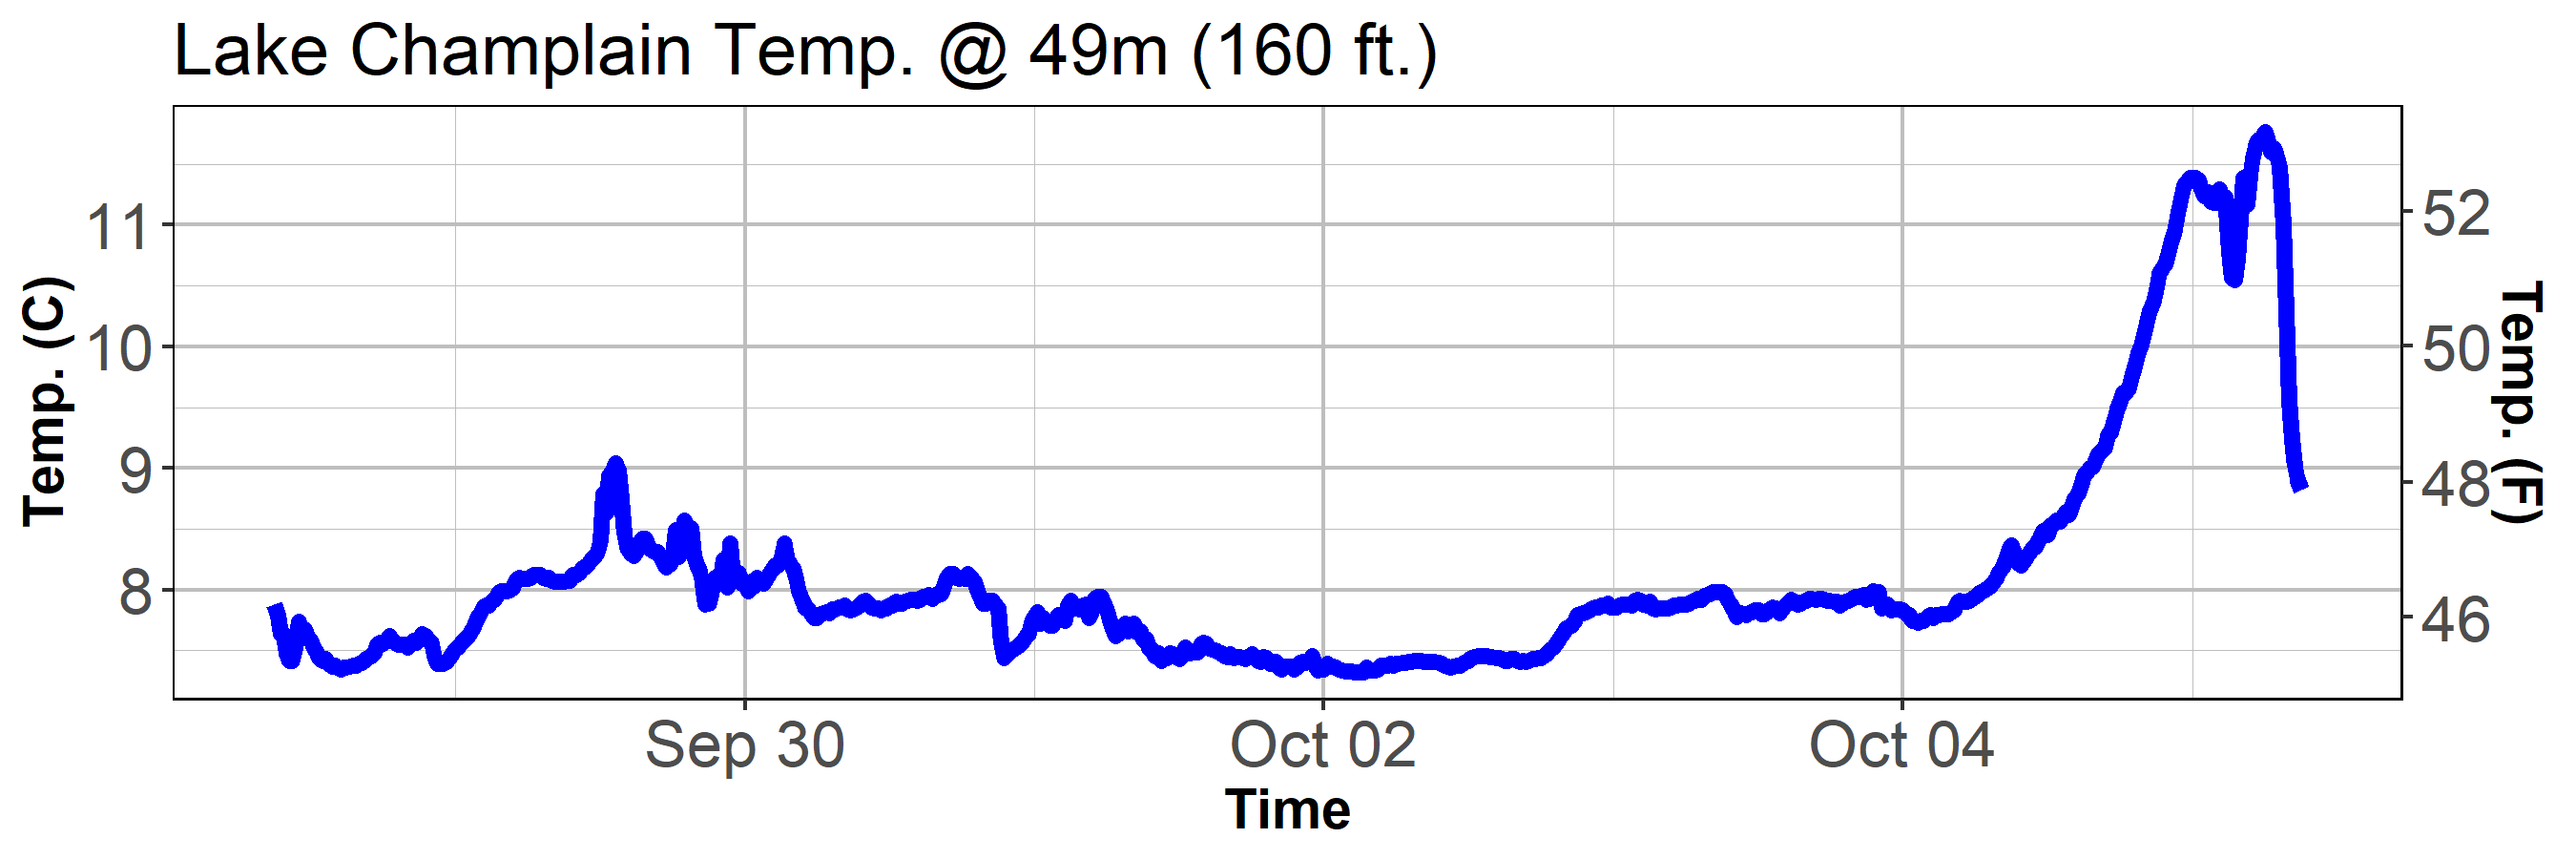 Lake Champlain Temp. @ 49m (160 ft.)
Temp. (C)
11
10
9
8
52
50
48
46
Temp. (F)
Sep 30
Oct 02
Oct 04
Time